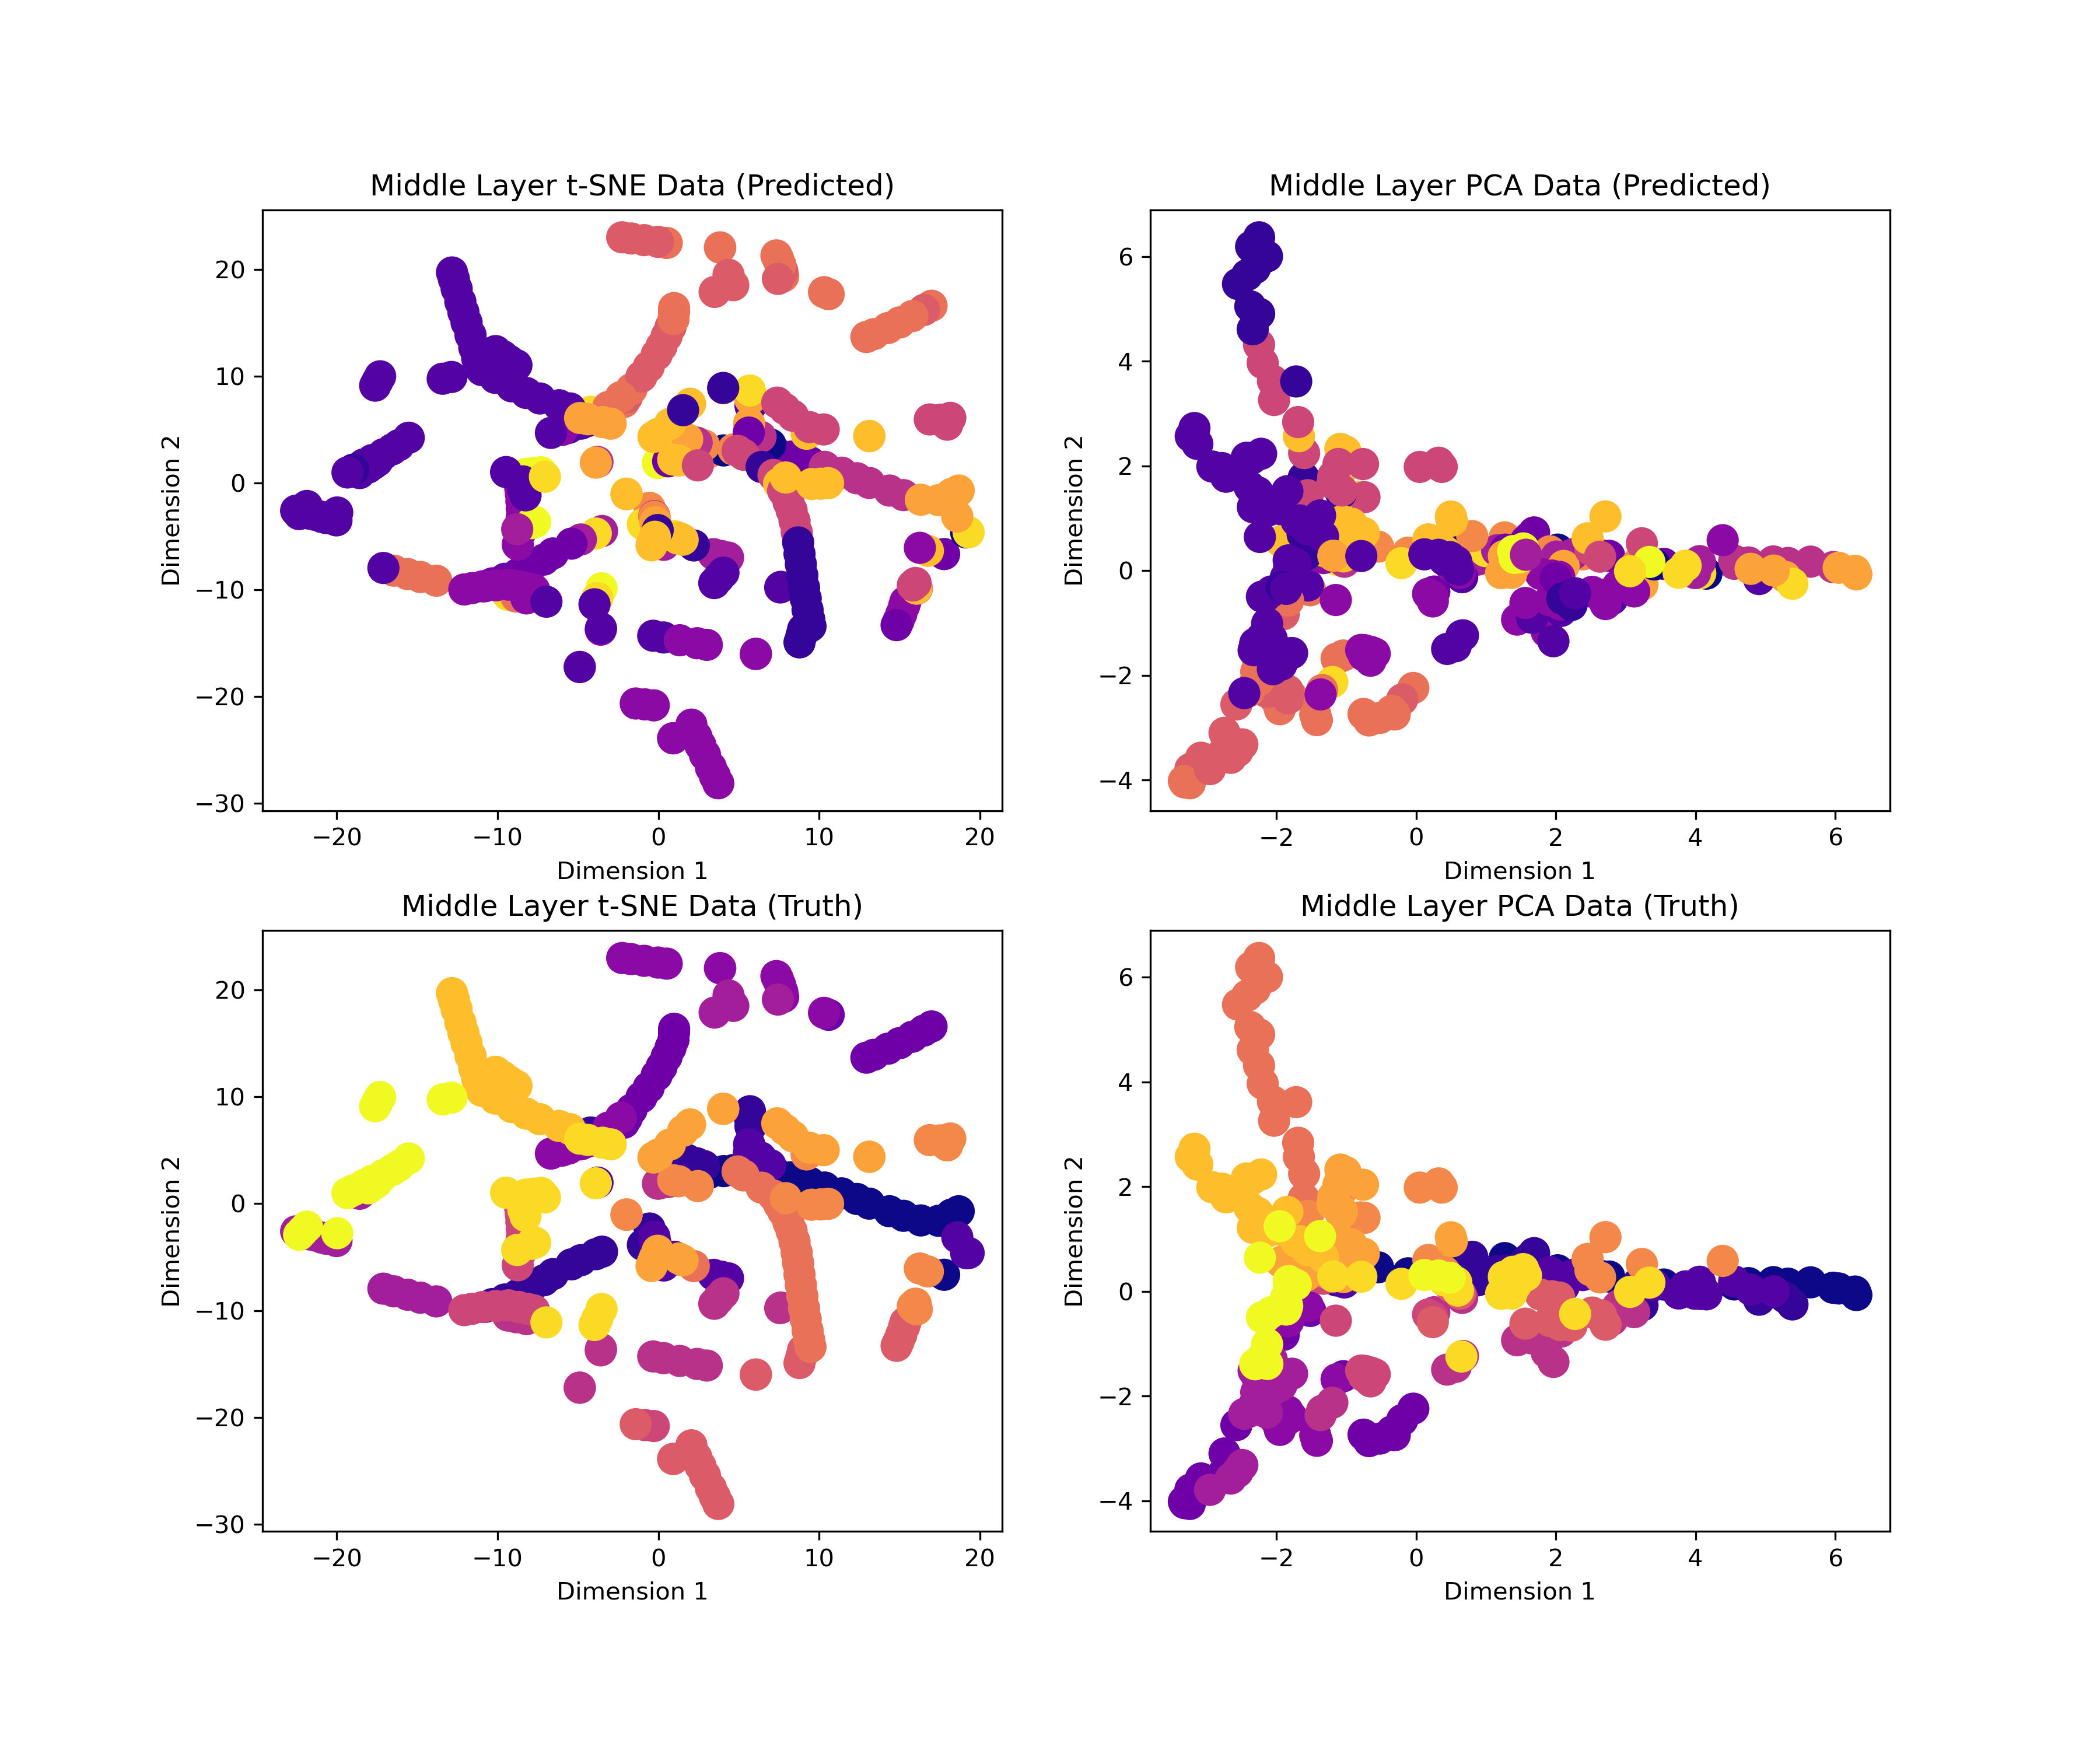 Middle Layer t-SNE Data (Predicted)
Dimension 2
20
10
0
−10
−20
−30
−20 −10 0 10 20
Dimension 1
Middle Layer PCA Data (Predicted)
Dimension 2
6
4
2
0
−2
−4
−2 0 2 4 6
Dimension 1
Middle Layer t-SNE Data (Truth)
Dimension 2
20
10
0
−10
−20
−30
−20 −10 0 10 20
Dimension 1
Middle Layer PCA Data (Truth)
Dimension 2
6
4
2
0
−2
−4
−2 0 2 4 6
Dimension 1